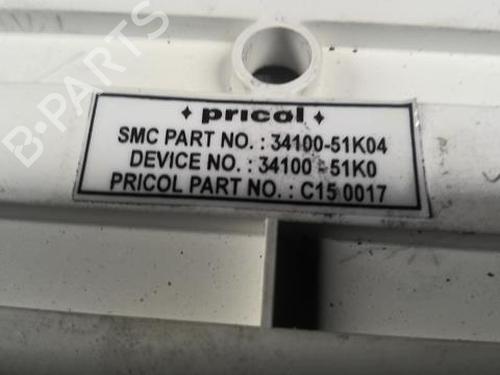 B-PARTS
✦ pricol ✦
SMC PART NO. : 34100-51K04
DEVICE NO. : 34100 -51K0
PRICOL PART NO. : C15 0017